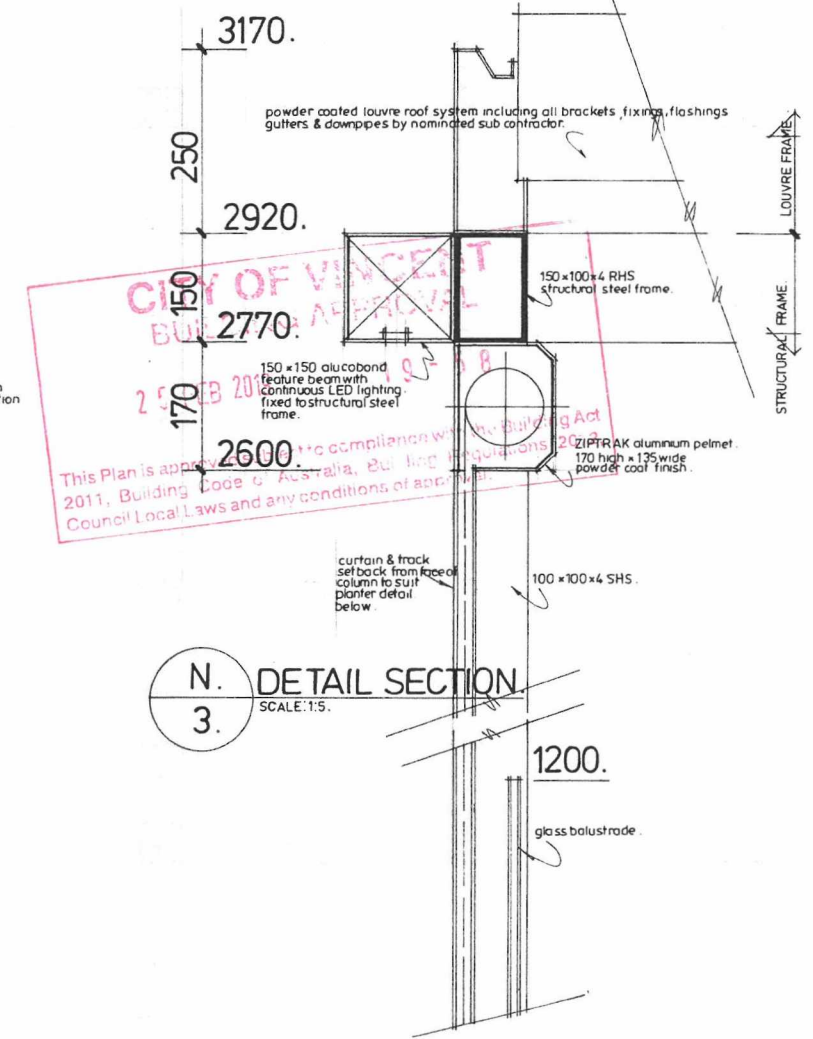 3170.
powder coated louvre roof system including all brackets, fixings, flashings
gutters & downpipes by nominated sub contractor.
250
LOUVRE FRAME
2920.
CITY OF VINCENT
BUILDING APPROVAL
150
150×100×4 RHS
structural steel frame.
2770.
STRUCTURAL FRAME.
150×150 alucobond
feature beam with
continuous LED lighting.
fixed to structural steel
frame.
FEB
170
ZIPTRAK aluminium pelmet.
170 high × 135 wide
powder coat finish.
2600.
This Plan is approved subject to compliance with the Building Act
2011, Building Code of Australia, Building Regulations
Council Local Laws and any conditions of approval.
curtain & track
setback from face of
column to suit
planter detail
below.
100×100×4 SHS.
N.
3.
DETAIL SECTION.
SCALE:1:5.
1200.
glass balustrade.